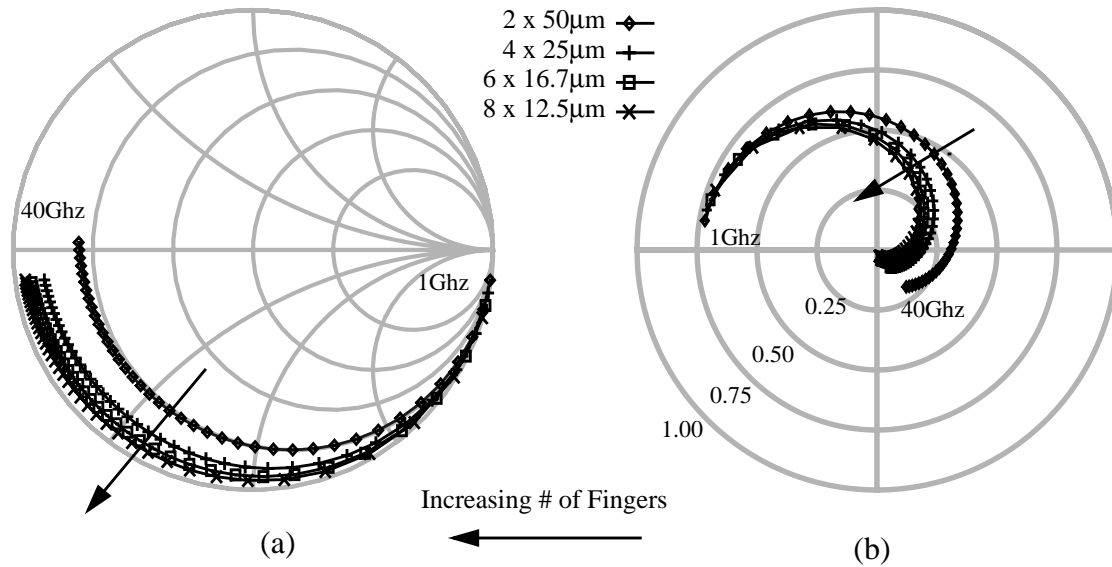 2 x 50μm
4 x 25μm
6 x 16.7μm
8 x 12.5μm
40Ghz
1Ghz
1Ghz
40Ghz
0.25
0.50
0.75
1.00
Increasing # of Fingers
(a)
(b)